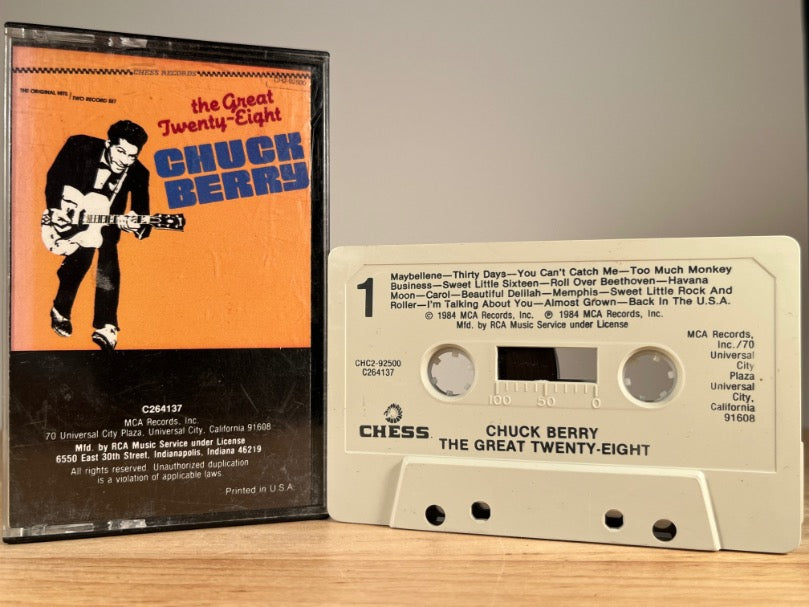 CHESS RECORDS
CH2-92500
THE ORIGINAL HITS / TWO RECORD SET
the Great
Twenty-Eight
CHUCK
BERRY
C264137
MCA Records, Inc.
70 Universal City Plaza, Universal City, California 91608
Mfd. by RCA Music Service under License
6550 East 30th Street, Indianapolis, Indiana 46219
All rights reserved. Unauthorized duplication
is a violation of applicable laws.
Printed in U.S.A.
1
Maybellene—Thirty Days—You Can't Catch Me—Too Much Monkey
Business—Sweet Little Sixteen—Roll Over Beethoven—Havana
Moon—Carol—Beautiful Delilah—Memphis—Sweet Little Rock And
Roller—I'm Talking About You—Almost Grown—Back In The U.S.A.
© 1984 MCA Records, Inc. ℗ 1984 MCA Records, Inc.
Mfd. by RCA Music Service under License
CHC2-92500
C264137
MCA Records,
Inc./70
Universal
City
Plaza
Universal
City,
California
91608
100 50 0
CHESS
CHUCK BERRY
THE GREAT TWENTY-EIGHT